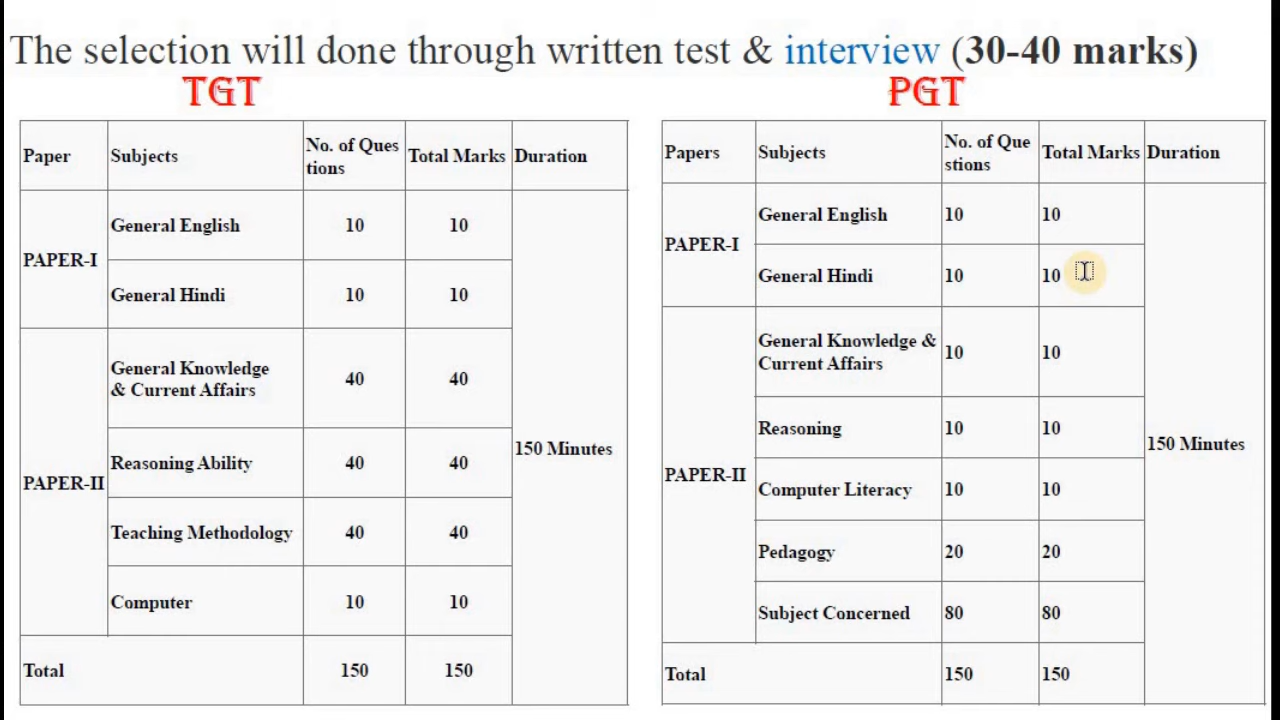 The selection will done through written test & interview (30-40 marks)
TGT
Paper Subjects No. of Ques tions Total Marks Duration
PAPER-I General English 10 10 150 Minutes
General Hindi 10 10
PAPER-II General Knowledge & Current Affairs 40 40
Reasoning Ability 40 40
Teaching Methodology 40 40
Computer 10 10
Total 150 150
PGT
Papers Subjects No. of Que stions Total Marks Duration
PAPER-I General English 10 10 150 Minutes
General Hindi 10 10
PAPER-II General Knowledge & Current Affairs 10 10
Reasoning 10 10
Computer Literacy 10 10
Pedagogy 20 20
Subject Concerned 80 80
Total 150 150